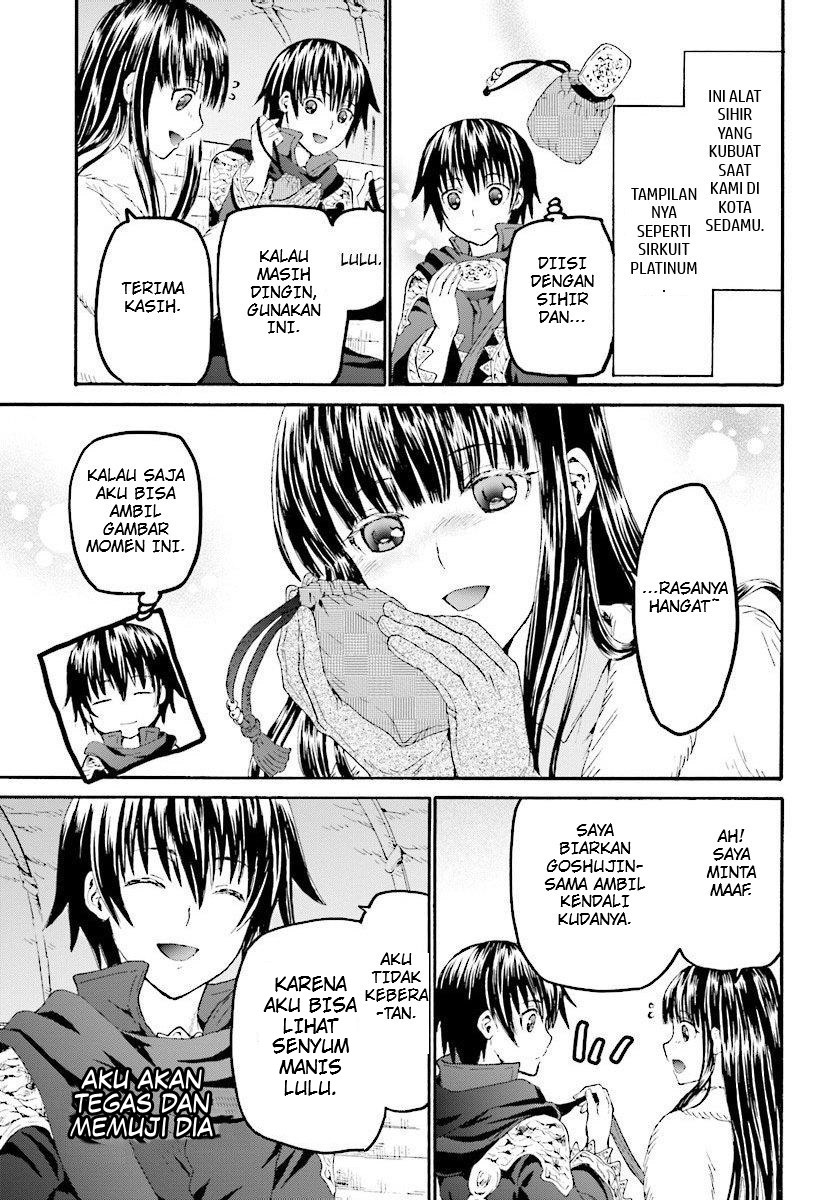 INI ALAT
SIHIR
YANG
KUBUAT
SAAT
KAMI DI
KOTA
SEDAMU.
TAMPILAN
NYA
SEPERTI
SIRKUIT
PLATINUM
.
DIISI
DENGAN
SIHIR
DAN...
LULU.
KALAU
MASIH
DINGIN,
GUNAKAN
INI.
TERIMA
KASIH.
...RASANYA
HANGAT~
KALAU SAJA
AKU BISA
AMBIL
GAMBAR
MOMEN INI.
AH!
SAYA
MINTA
MAAF.
SAYA
BIARKAN
GOSHUJIN-
SAMA AMBIL
KENDALI
KUDANYA.
AKU
TIDAK
KEBERA
-TAN.
KARENA
AKU BISA
LIHAT
SENYUM
MANIS
LULU.
AKU AKAN
TEGAS DAN
MEMUJI DIA